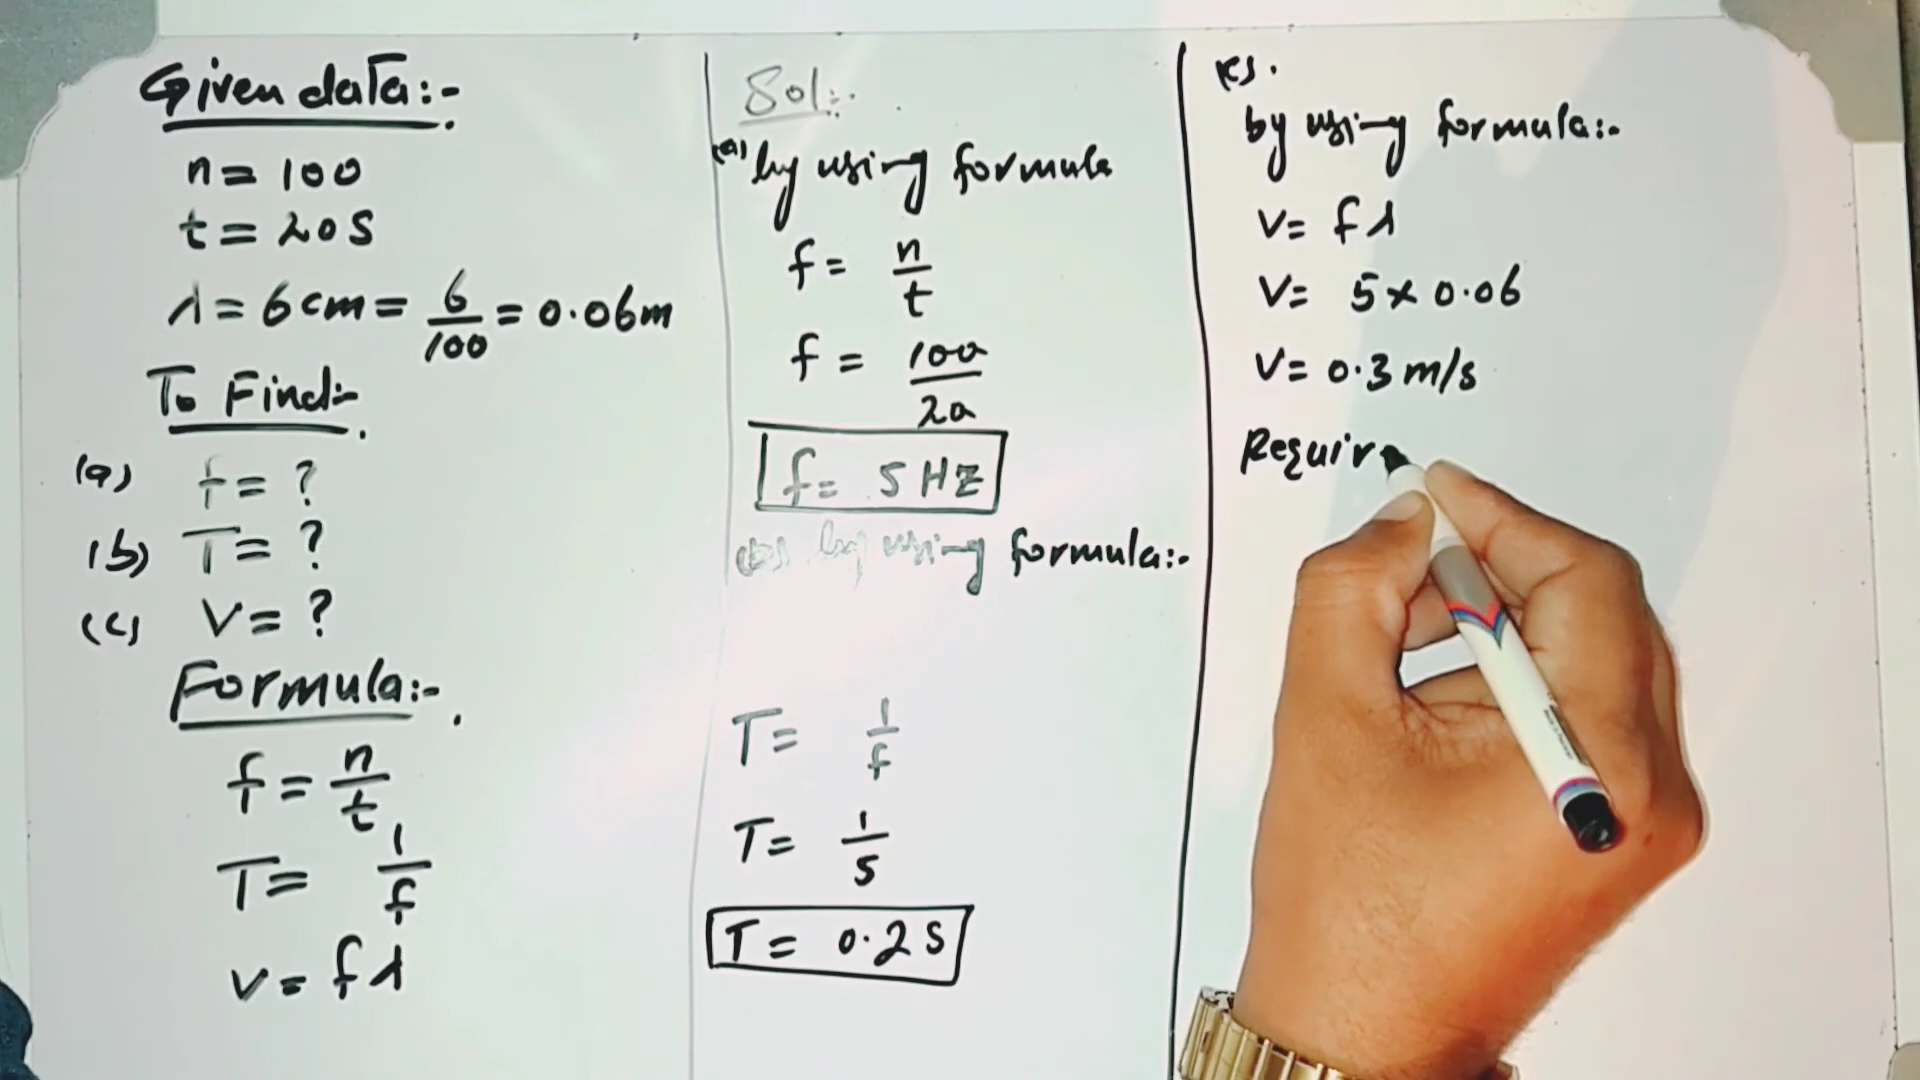 Given data:-
n = 100
t = 20S
λ = 6cm = 6/100 = 0.06m
To Find:-
(a) f = ?
(b) T = ?
(c) V = ?
Formula:-
f = n/t
T = 1/f
v = fλ
Sol:-
(a) by using formula
f = n/t
f = 100/20
f = 5 HZ
(b) by using formula:-
T = 1/f
T = 1/5
T = 0.2 S
(c).
by using formula:-
V = fλ
V = 5 × 0.06
V = 0.3 m/s
Requir